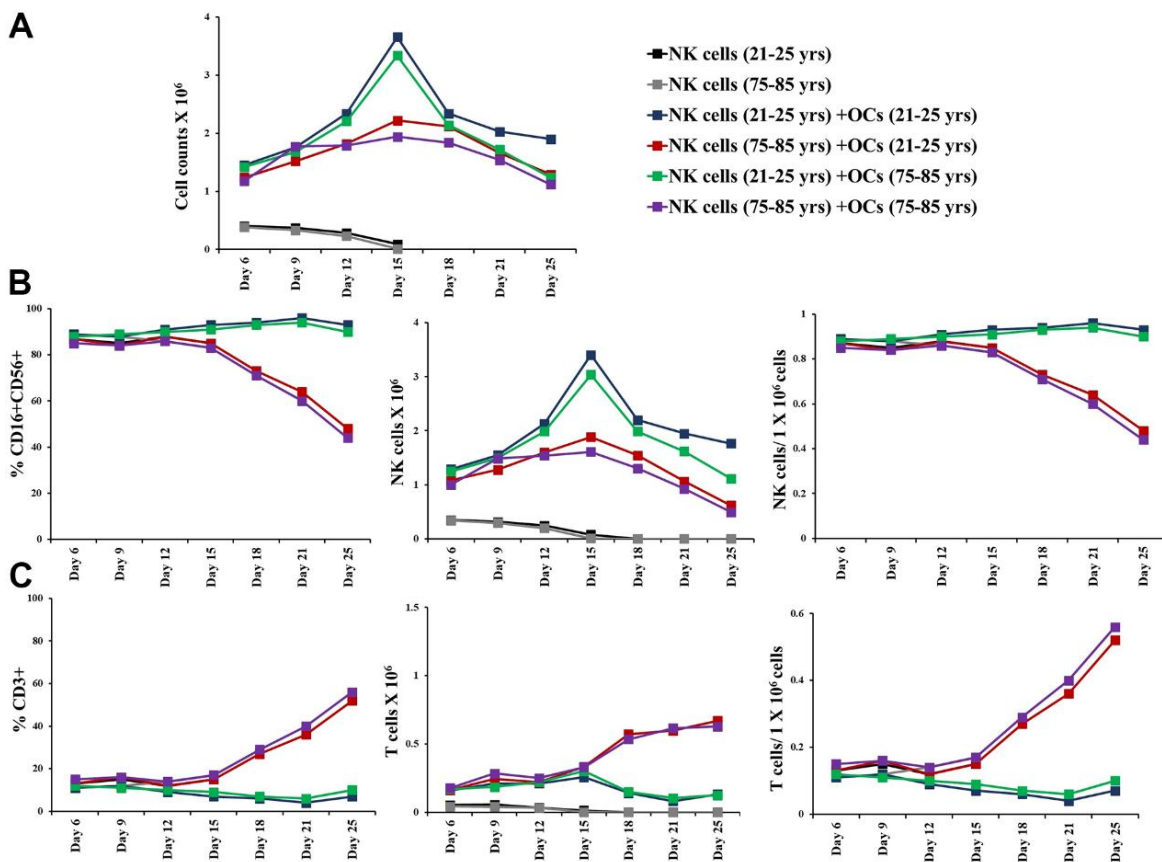 A
Cell counts X 10⁶
4
3
2
1
0
Day 6
Day 9
Day 12
Day 15
Day 18
Day 21
Day 25
NK cells (21-25 yrs)
NK cells (75-85 yrs)
NK cells (21-25 yrs) +OCs (21-25 yrs)
NK cells (75-85 yrs) +OCs (21-25 yrs)
NK cells (21-25 yrs) +OCs (75-85 yrs)
NK cells (75-85 yrs) +OCs (75-85 yrs)
B
% CD16+CD56+
100
80
60
40
20
0
Day 6
Day 9
Day 12
Day 15
Day 18
Day 21
Day 25
NK cells X 10⁶
4
3
2
1
0
Day 6
Day 9
Day 12
Day 15
Day 18
Day 21
Day 25
NK cells/ 1 X 10⁶ cells
1
0.8
0.6
0.4
0.2
0
Day 6
Day 9
Day 12
Day 15
Day 18
Day 21
Day 25
C
% CD3+
100
80
60
40
20
0
Day 6
Day 9
Day 12
Day 15
Day 18
Day 21
Day 25
T cells X 10⁶
1.5
1
0.5
0
Day 6
Day 9
Day 12
Day 15
Day 18
Day 21
Day 25
T cells/ 1 X 10⁶ cells
0.6
0.4
0.2
0
Day 6
Day 9
Day 12
Day 15
Day 18
Day 21
Day 25